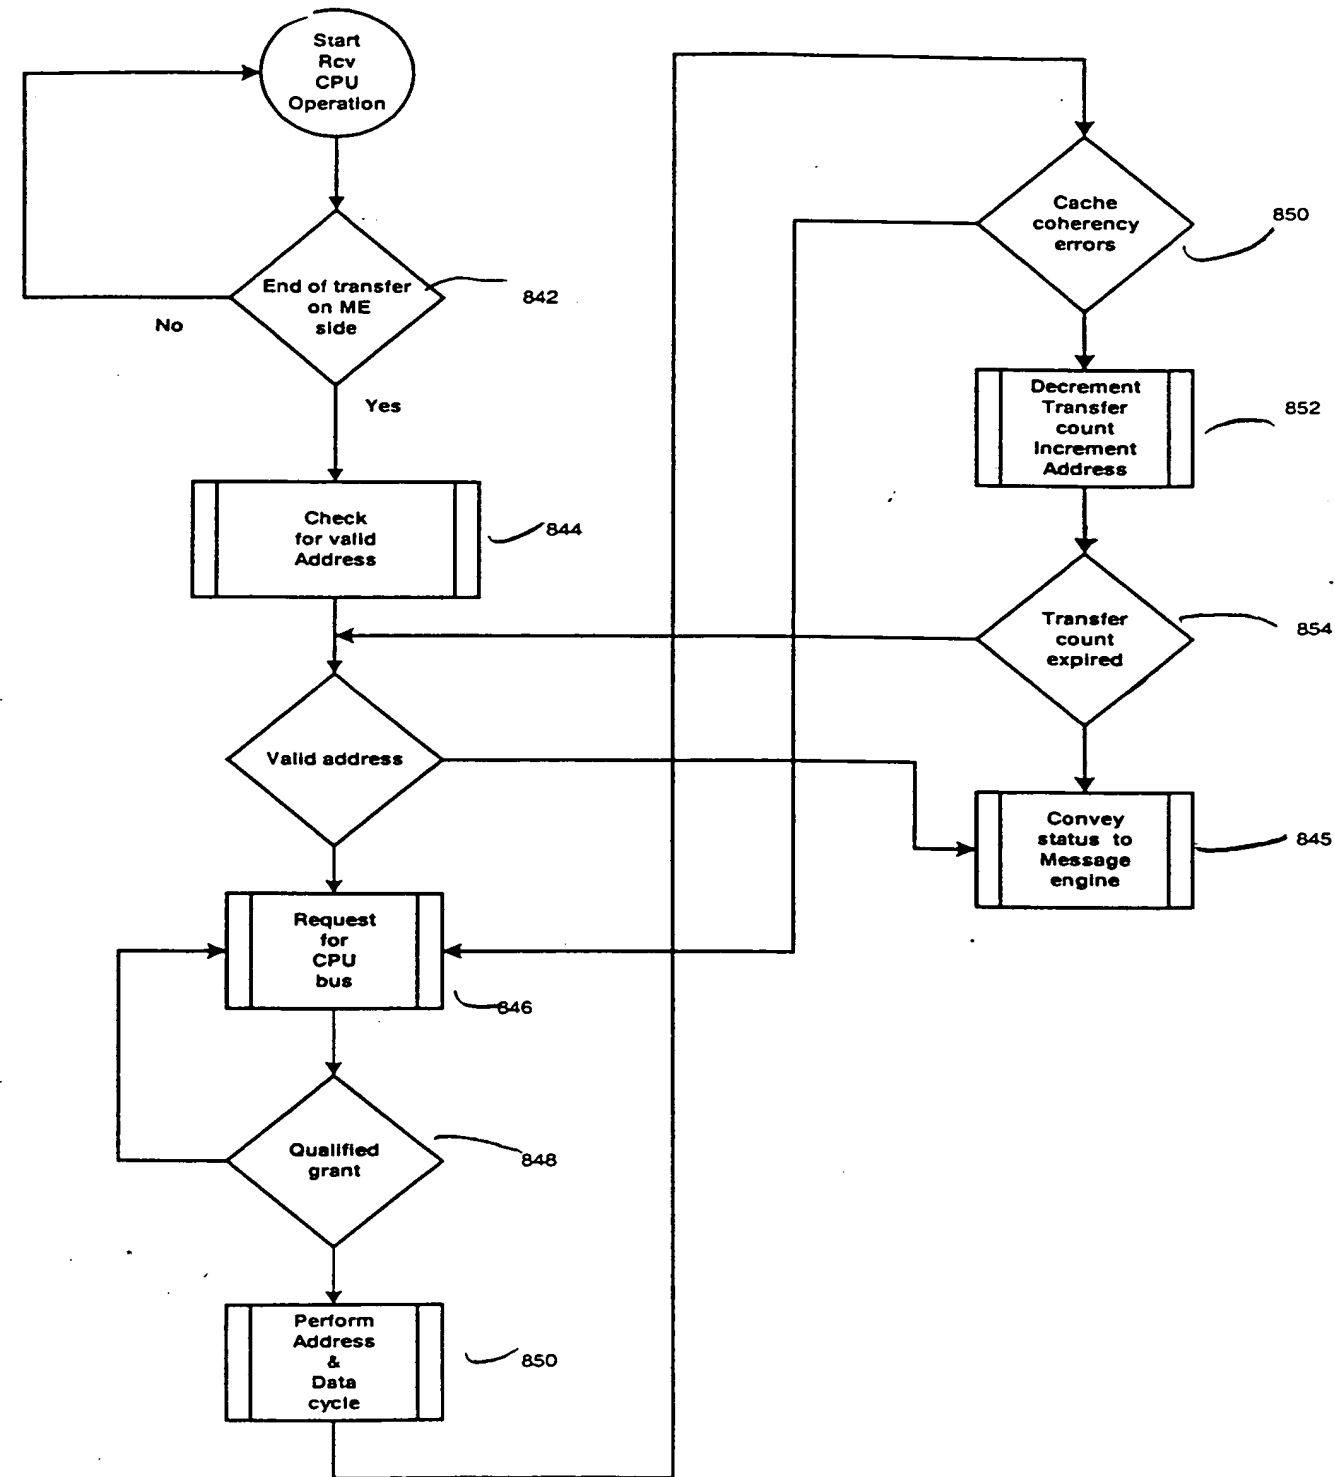 Start
Rcv
CPU
Operation
End of transfer
on ME
side
842
No
Yes
Check
for valid
Address
844
Valid address
Request
for
CPU
bus
846
Qualified
grant
848
Perform
Address
&
Data
cycle
850
Cache
coherency
errors
850
Decrement
Transfer
count
Increment
Address
852
Transfer
count
expired
854
Convey
status to
Message
engine
845